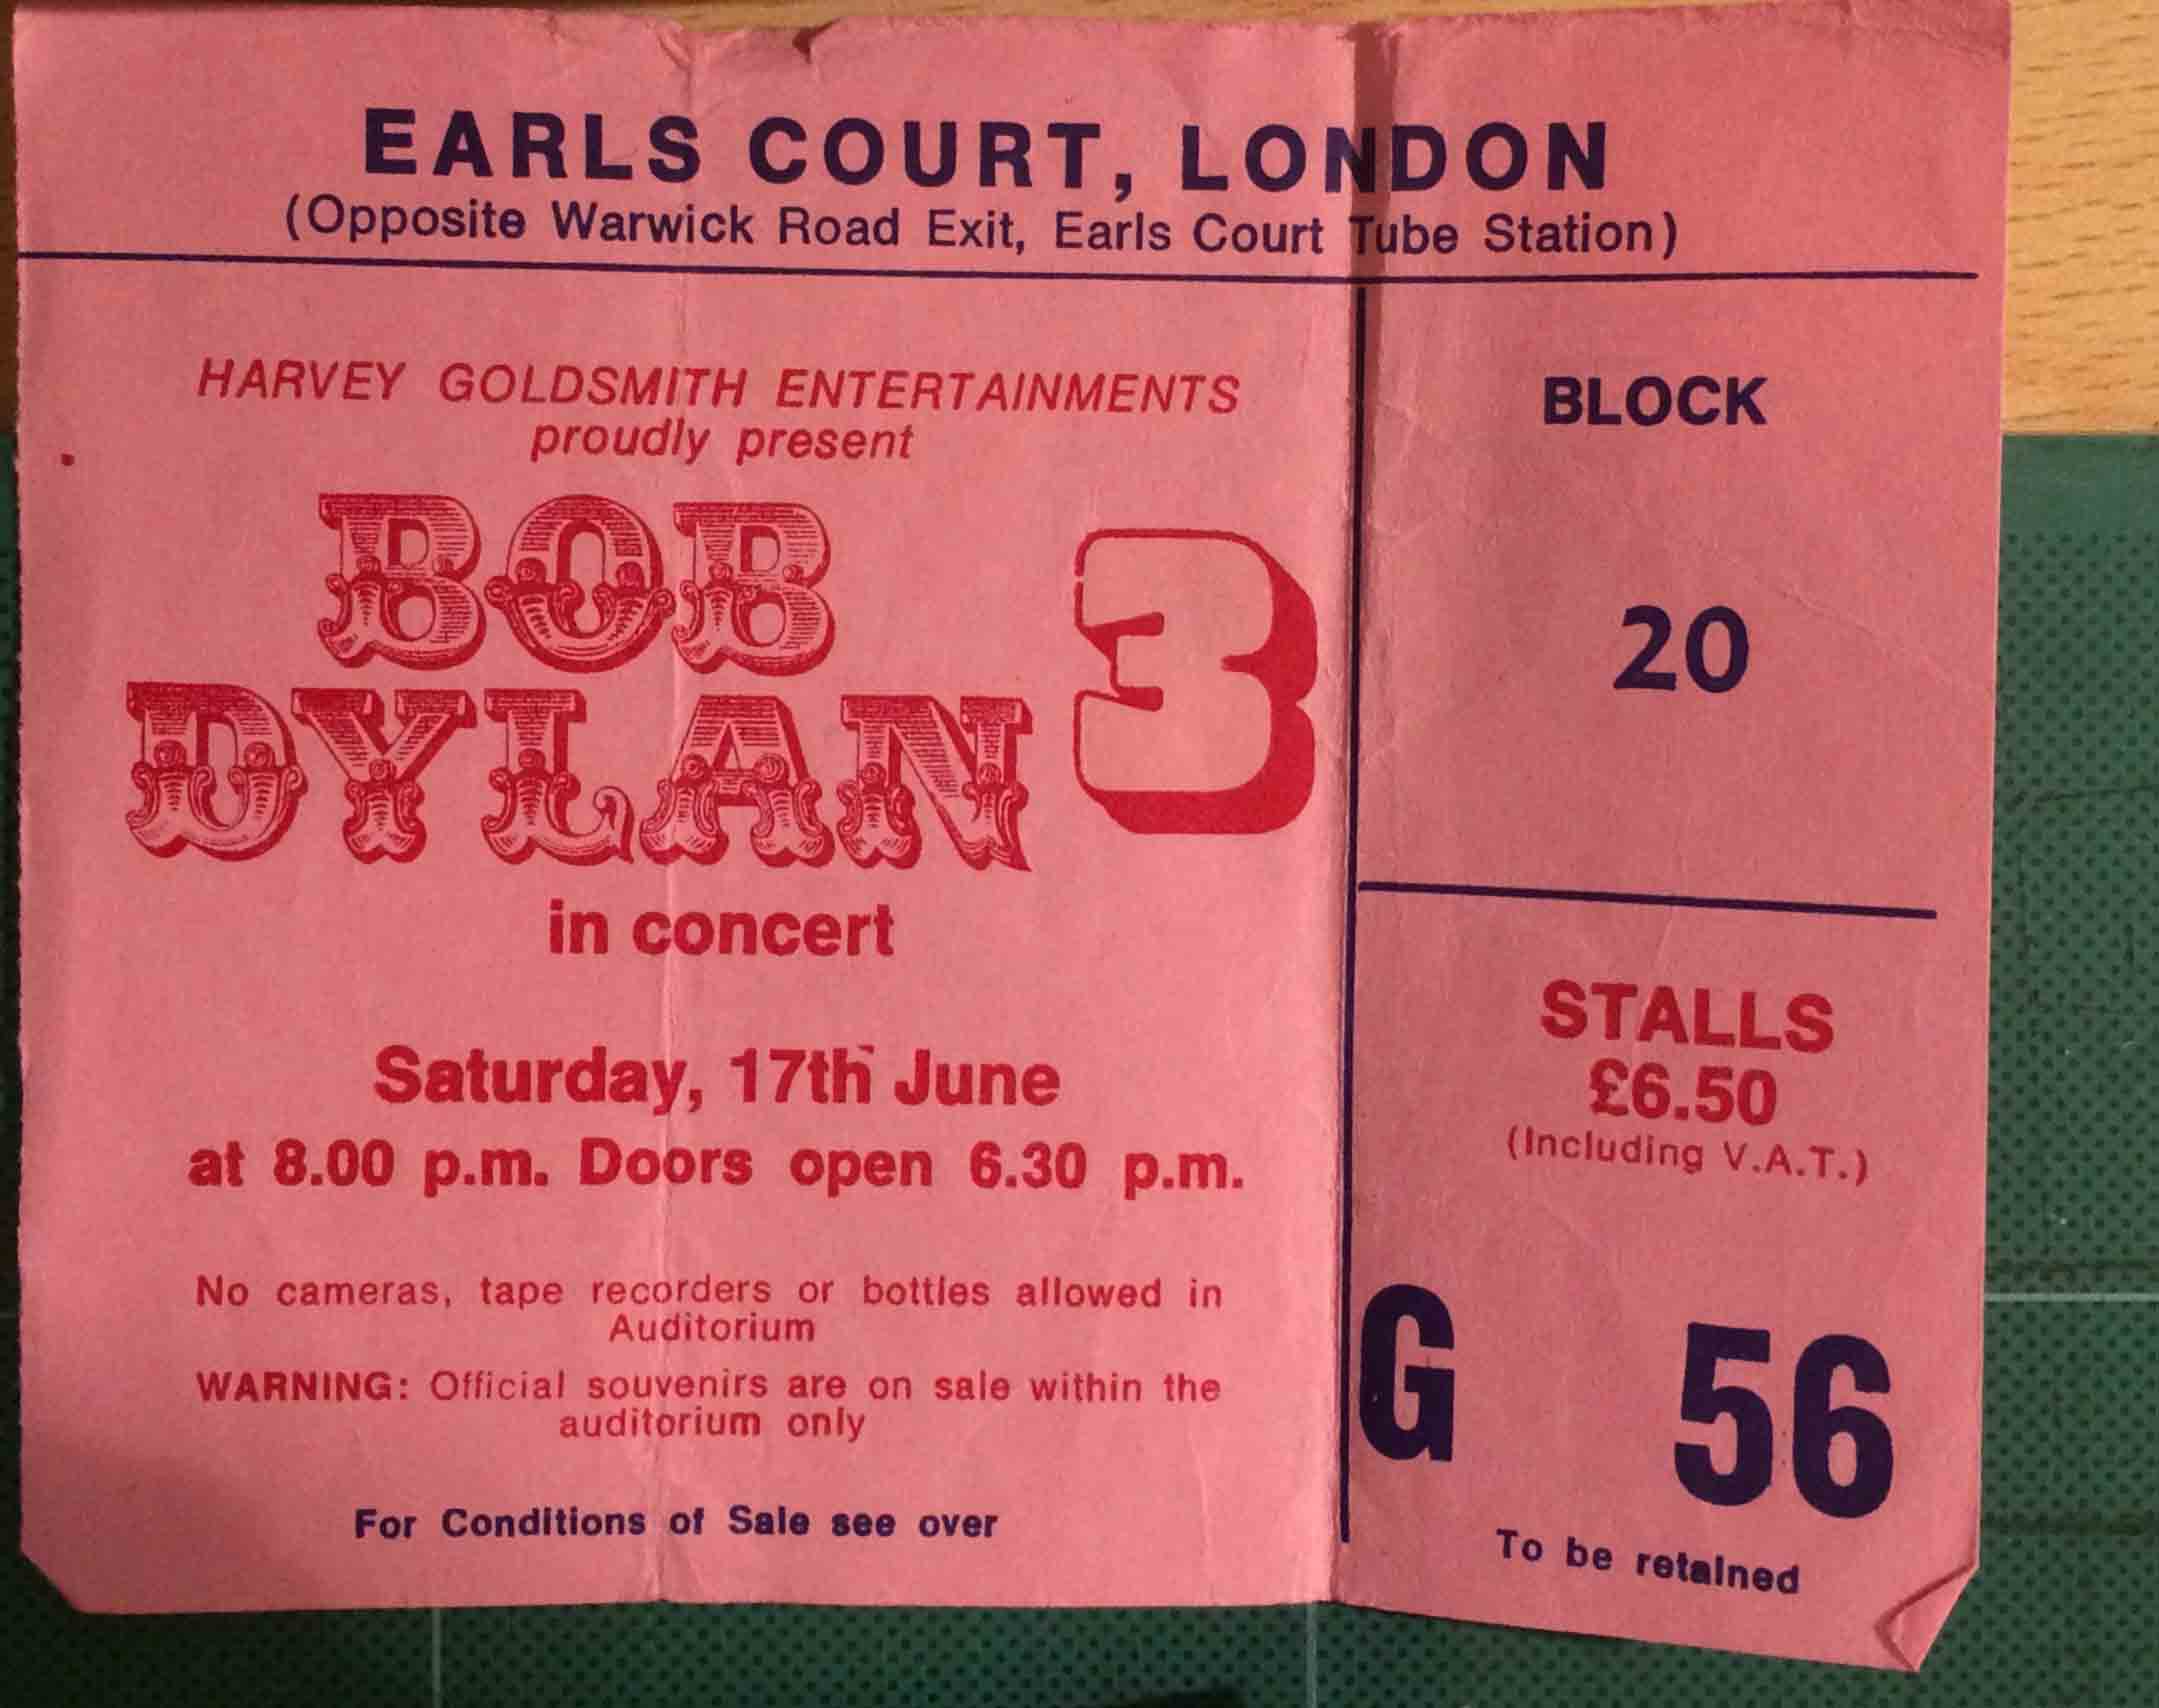 EARLS COURT, LONDON
(Opposite Warwick Road Exit, Earls Court Tube Station)
HARVEY GOLDSMITH ENTERTAINMENTS
proudly present
BOB
DYLAN
3
in concert
Saturday, 17th June
at 8.00 p.m. Doors open 6.30 p.m.
No cameras, tape recorders or bottles allowed in
Auditorium
WARNING: Official souvenirs are on sale within the
auditorium only
For Conditions of Sale see over
BLOCK
20
STALLS
£6.50
(Including V.A.T.)
G 56
To be retained